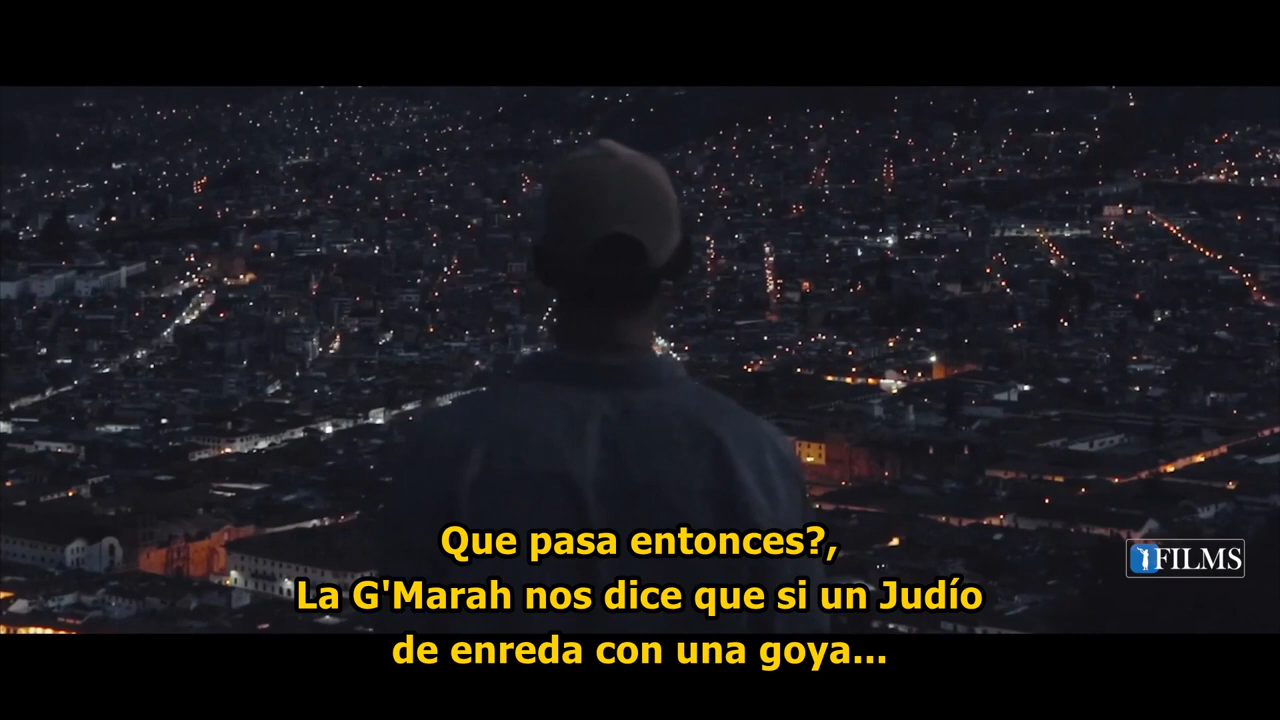 FILMS
Que pasa entonces?,
La G'Marah nos dice que si un Judío
de enreda con una goya...